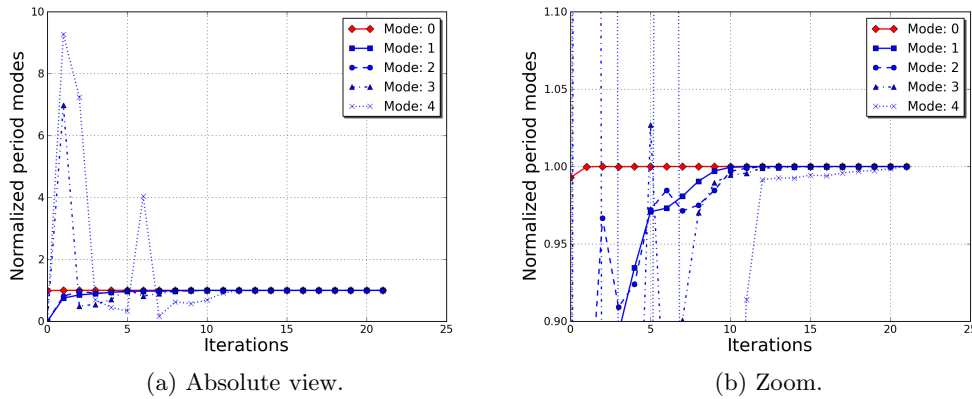 10
8
6
4
2
0
0
5
10
15
20
25
Normalized period modes
Iterations
Mode: 0
Mode: 1
Mode: 2
Mode: 3
Mode: 4
(a) Absolute view.
1.10
1.05
1.00
0.95
0.90
0
5
10
15
20
25
Normalized period modes
Iterations
Mode: 0
Mode: 1
Mode: 2
Mode: 3
Mode: 4
(b) Zoom.